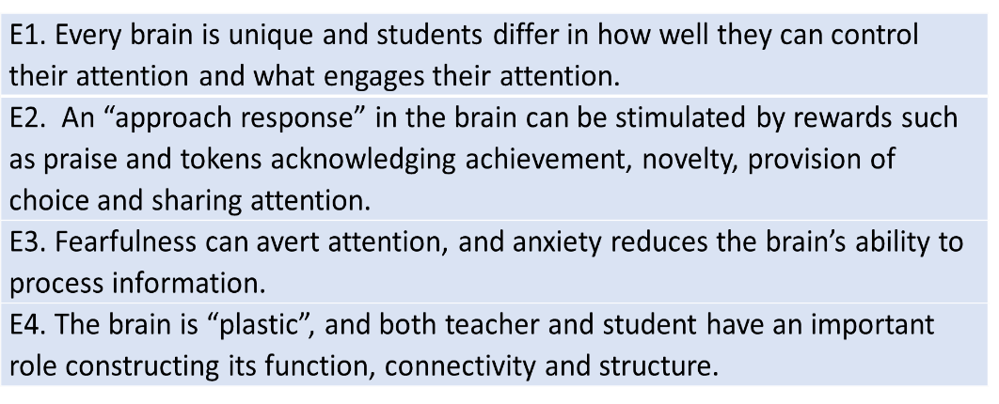 E1. Every brain is unique and students differ in how well they can control
their attention and what engages their attention.
E2.  An “approach response” in the brain can be stimulated by rewards such
as praise and tokens acknowledging achievement, novelty, provision of
choice and sharing attention.
E3. Fearfulness can avert attention, and anxiety reduces the brain’s ability to
process information.
E4. The brain is “plastic”, and both teacher and student have an important
role constructing its function, connectivity and structure.